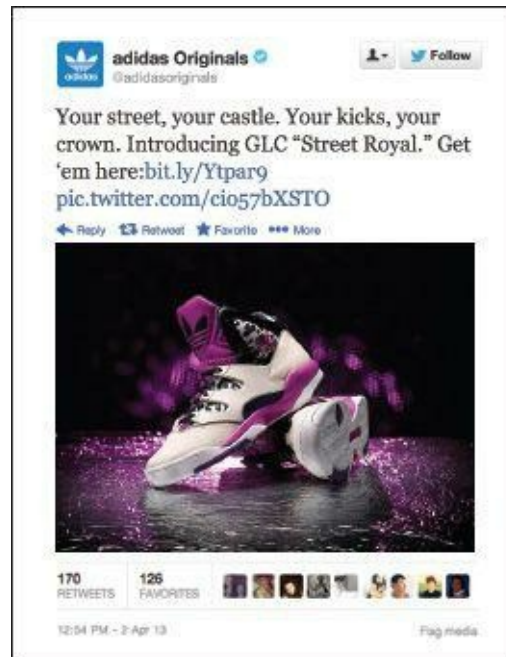 adidas Originals
@adidasoriginals
Follow
adidas
Your street, your castle. Your kicks, your
crown. Introducing GLC “Street Royal.” Get
‘em here:bit.ly/Ytpar9
pic.twitter.com/cio57bXSTO
Reply Retweet Favorite More
170 126
RETWEETS FAVORITES
12:54 PM - 2 Apr 13 Flag media